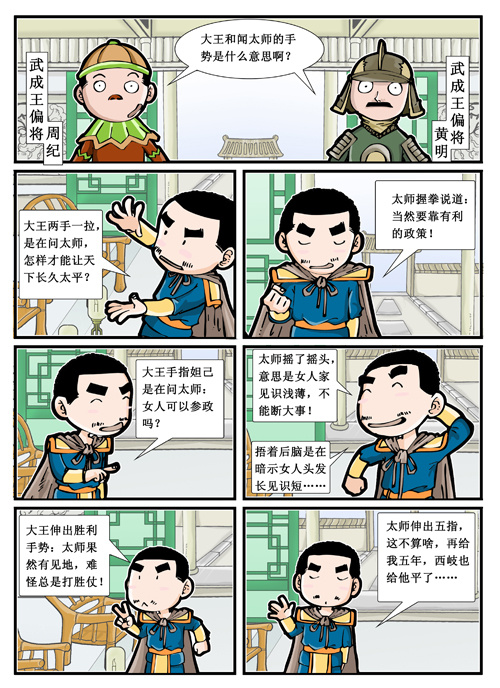 大王和闻太师的手
势是什么意思啊？
武成王偏将
周纪
武成王偏将
黄明
大王两手一拉，
是在问太师，
怎样才能让天
下长久太平？
太师握拳说道：
当然要靠有利
的政策！
大王手指妲己
是在问太师：
女人可以参政
吗？
太师摇了摇头，
意思是女人家
见识浅薄，不
能断大事！
捂着后脑是在
暗示女人头发
长见识短……
大王伸出胜利
手势：太师果
然有见地，难
怪总是打胜仗！
太师伸出五指，
这不算啥，再给
我五年，西岐也
给他平了……